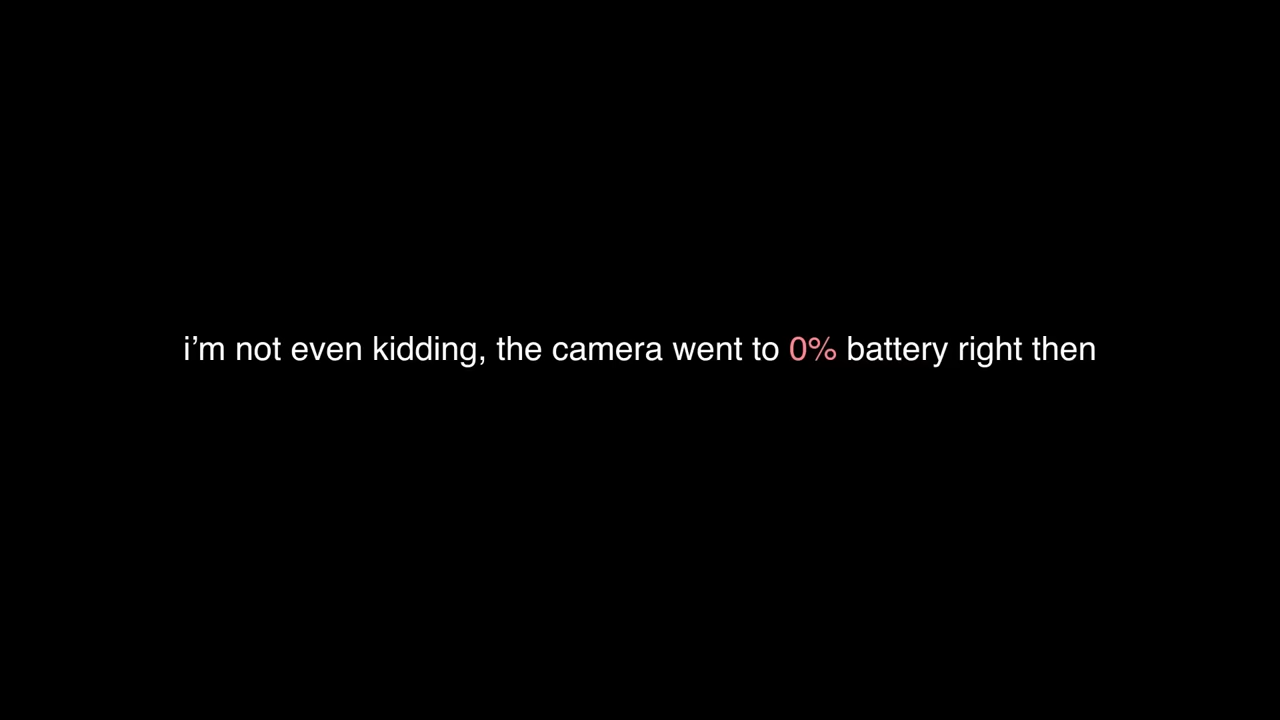 i’m not even kidding, the camera went to 0% battery right then